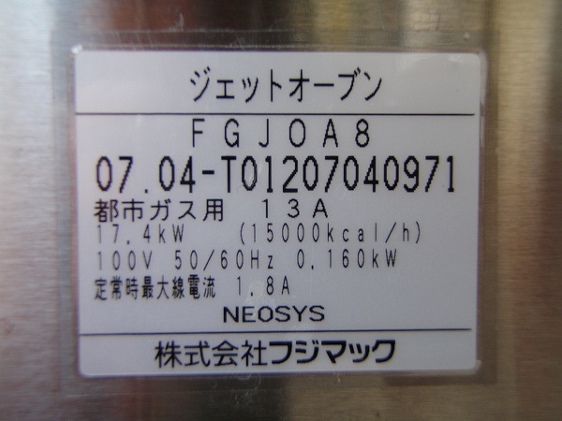 ジェットオーブン
FGJOA8
07.04-T01207040971
都市ガス用 13A
17.4kW (15000kcal/h)
100V 50/60Hz 0.160kW
定常時最大線電流 1.8A
NEOSYS
株式会社フジマック